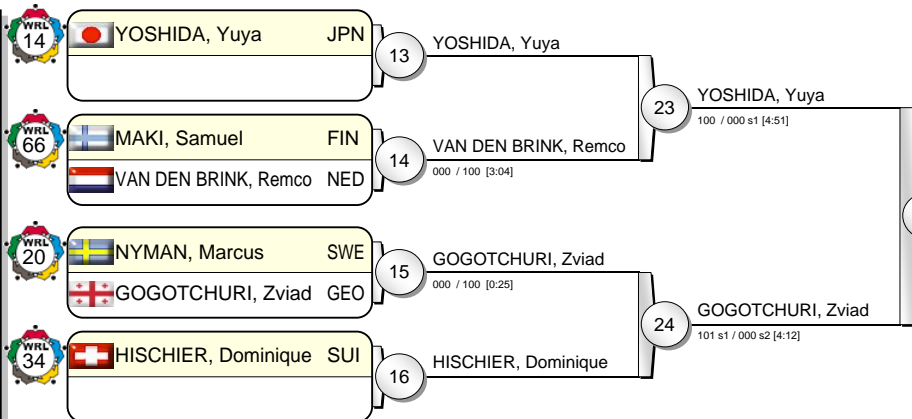 WRL
14
YOSHIDA, Yuya JPN
13
YOSHIDA, Yuya
23
YOSHIDA, Yuya
100 / 000 s1 [4:51]
WRL
66
MAKI, Samuel FIN
VAN DEN BRINK, Remco NED
14
VAN DEN BRINK, Remco
000 / 100 [3:04]
WRL
20
NYMAN, Marcus SWE
GOGOTCHURI, Zviad GEO
15
GOGOTCHURI, Zviad
000 / 100 [0:25]
24
GOGOTCHURI, Zviad
101 s1 / 000 s2 [4:12]
WRL
34
HISCHIER, Dominique SUI
16
HISCHIER, Dominique